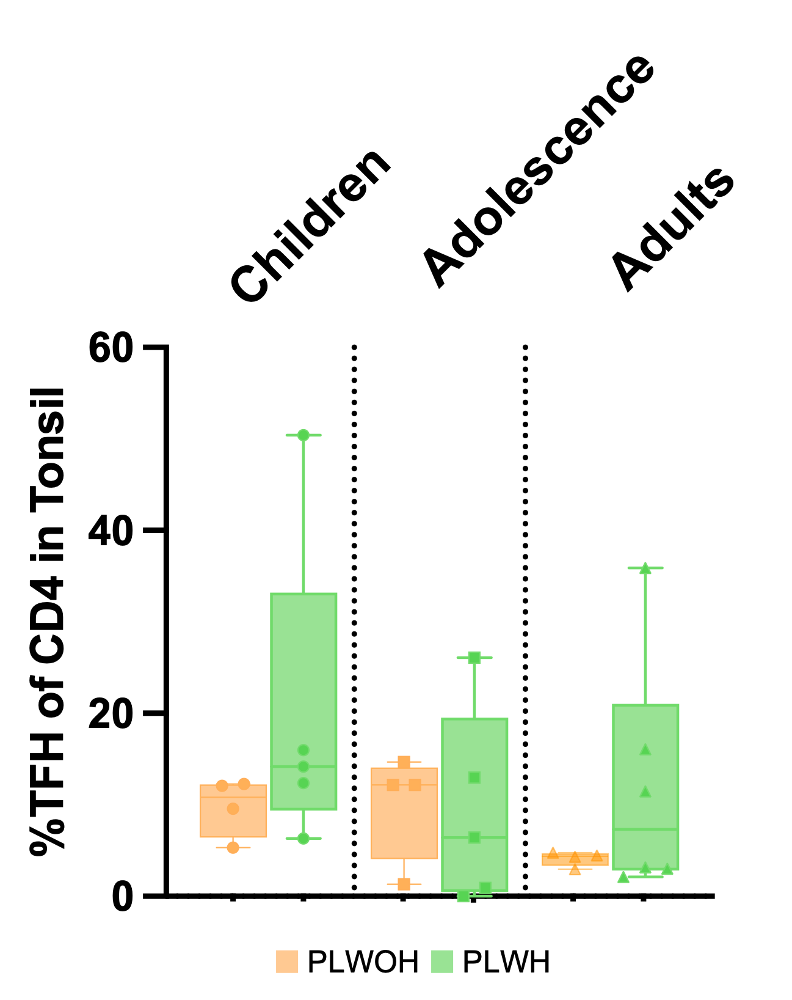 Children
Adolescence
Adults
%TFH of CD4 in Tonsil
60
40
20
0
PLWOH PLWH